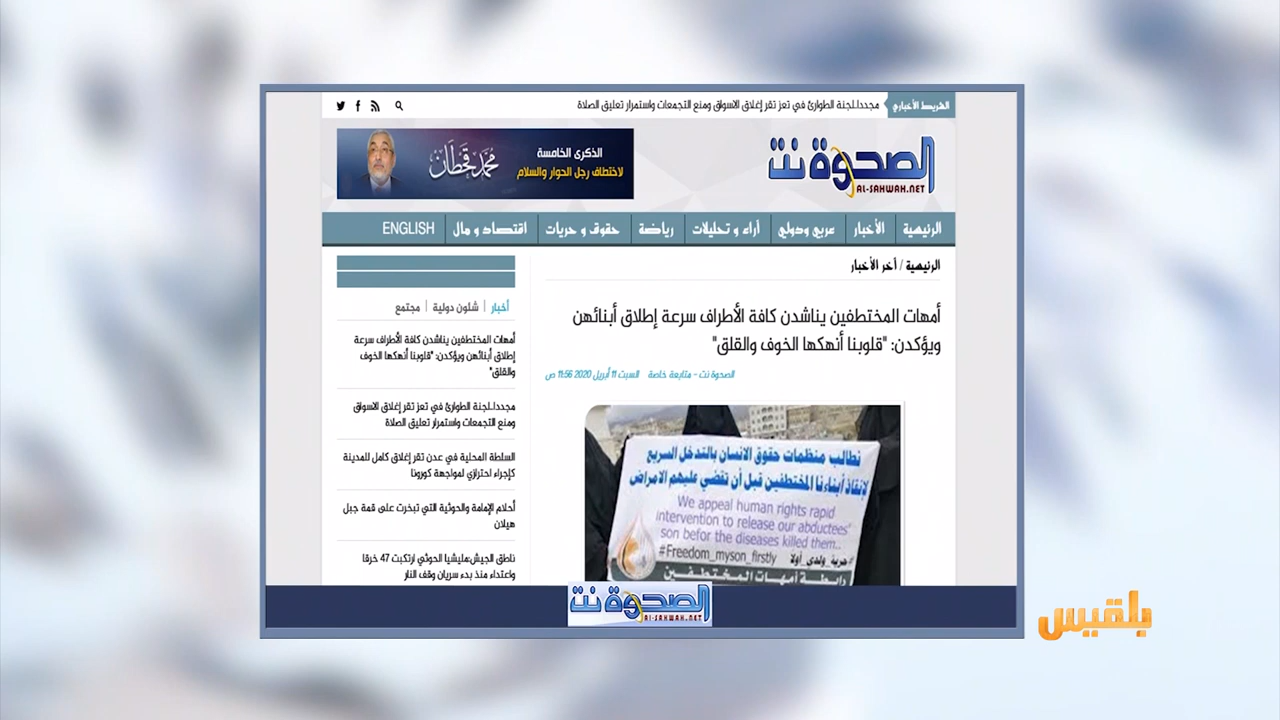 الشريط الأخباري
مجددا..لجنة الطوارئ في تعز تقر إغلاق الاسواق ومنع التجمعات واستمرار تعليق الصلاة
الصحوة نت
AL-SAHWAH.NET
الذكرى الخامسة
لاختطاف رجل الحوار والسلام
محمد قحطان
الرئيسية
الأخبار
عربي ودولي
آراء و تحليلات
رياضة
حقوق و حريات
اقتصاد و مال
ENGLISH
الرئيسية / أخر الأخبار
أمهات المختطفين يناشدن كافة الأطراف سرعة إطلاق أبنائهن
ويؤكدن: "قلوبنا أنهكها الخوف والقلق"
الصحوة نت - متابعة خاصة السبت 11 أبريل 2020 11:56 ص
نطالب منظمات حقوق الانسان بالتدخل السريع
لإنقاذ أبناءنا المختطفين قبل أن تقضي عليهم الامراض
We appeal human rights rapid
intervention to release our abductees'
son befor the diseases killed them..
#Freedom_myson_firstly #حرية_ولدي_أولا
رابطة أمهات المختطفين
أخبار | شئون دولية | مجتمع
أمهات المختطفين يناشدن كافة الأطراف سرعة
إطلاق أبنائهن ويؤكدن: "قلوبنا أنهكها الخوف
والقلق"
مجددا..لجنة الطوارئ في تعز تقر إغلاق الاسواق
ومنع التجمعات واستمرار تعليق الصلاة
السلطة المحلية في عدن تقر إغلاق كامل للمدينة
كإجراء احترازي لمواجهة كورونا
أحلام الإمامة والحوثية التي تبخرت على قمة جبل
هيلان
ناطق الجيش:مليشيا الحوثي ارتكبت 47 خرقا
واعتداء منذ بدء سريان وقف النار
الصحوة نت
AL-SAHWAH.NET
بلقيس